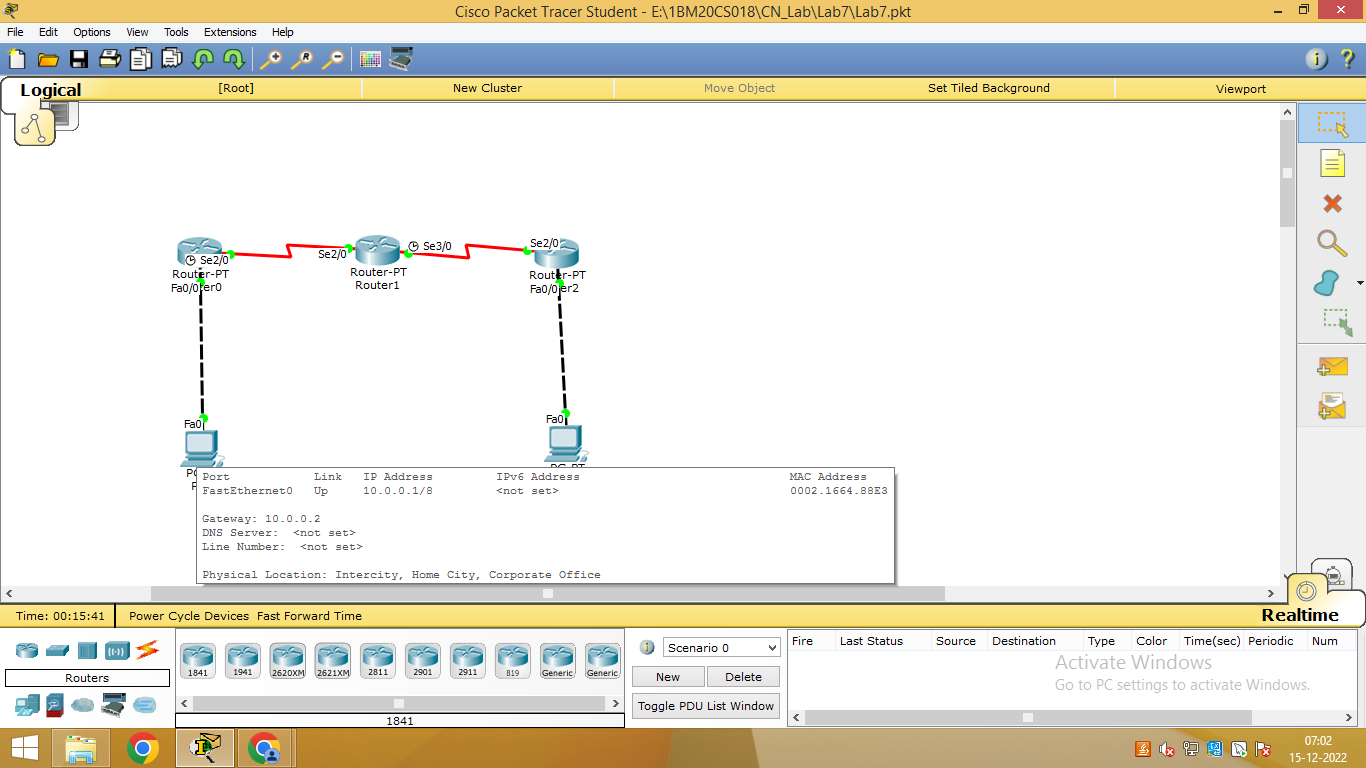 Cisco Packet Tracer Student - E:\1BM20CS018\CN_Lab\Lab7\Lab7.pkt
File Edit Options View Tools Extensions Help
Logical [Root] New Cluster Move Object Set Tiled Background Viewport
Se2/0 Se2/0 Se3/0 Se2/0
Router-PT Router-PT Router-PT
Fa0/0 er0 Router1 Fa0/0 er2
Fa0 Fa0
Port Link IP Address IPv6 Address MAC Address
FastEthernet0 Up 10.0.0.1/8 <not set> 0002.1664.88E3
Gateway: 10.0.0.2
DNS Server: <not set>
Line Number: <not set>
Physical Location: Intercity, Home City, Corporate Office
Time: 00:15:41 Power Cycle Devices Fast Forward Time Realtime
Routers
1841 1941 2620XM 2621XM 2811 2901 2911 819 Generic Generic
1841
Scenario 0
New Delete
Toggle PDU List Window
Fire Last Status Source Destination Type Color Time(sec) Periodic Num
Activate Windows
Go to PC settings to activate Windows.
07:02
15-12-2022